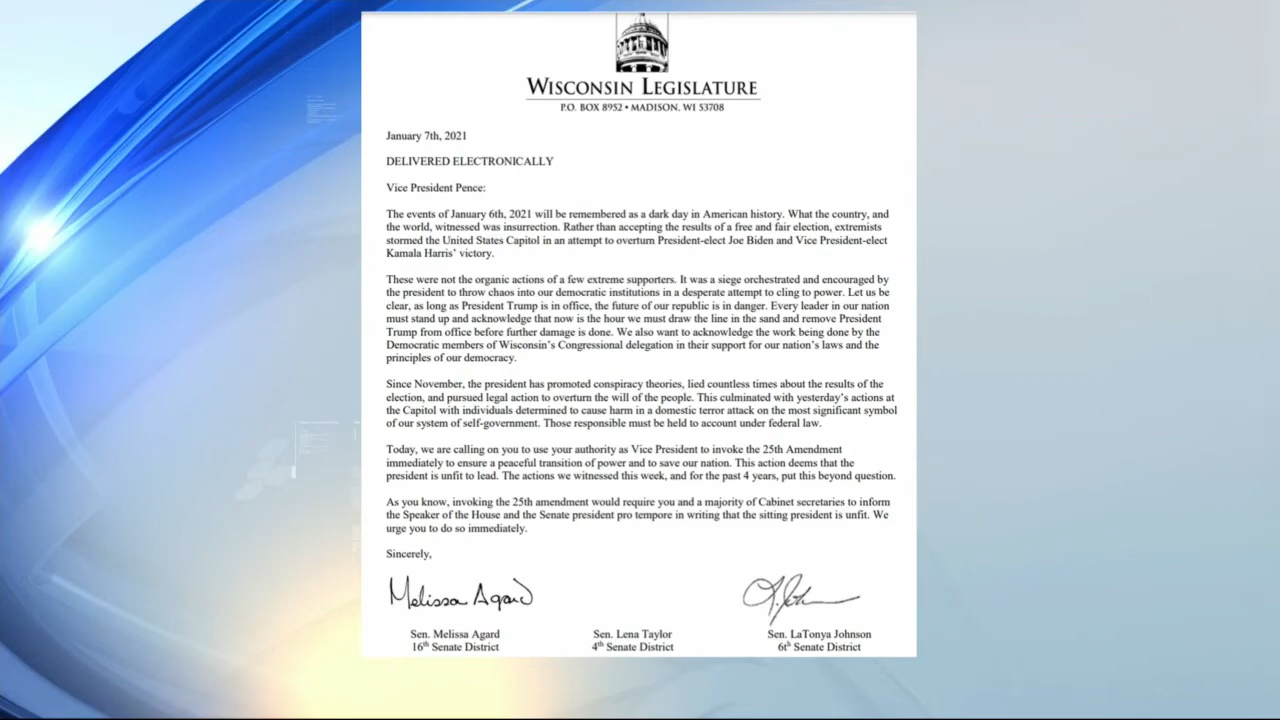 WISCONSIN LEGISLATURE
P.O. BOX 8952 • MADISON, WI 53708
January 7th, 2021
DELIVERED ELECTRONICALLY
Vice President Pence:
The events of January 6th, 2021 will be remembered as a dark day in American history. What the country, and
the world, witnessed was insurrection. Rather than accepting the results of a free and fair election, extremists
stormed the United States Capitol in an attempt to overturn President-elect Joe Biden and Vice President-elect
Kamala Harris' victory.
These were not the organic actions of a few extreme supporters. It was a siege orchestrated and encouraged by
the president to throw chaos into our democratic institutions in a desperate attempt to cling to power. Let us be
clear, as long as President Trump is in office, the future of our republic is in danger. Every leader in our nation
must stand up and acknowledge that now is the hour we must draw the line in the sand and remove President
Trump from office before further damage is done. We also want to acknowledge the work being done by the
Democratic members of Wisconsin's Congressional delegation in their support for our nation's laws and the
principles of our democracy.
Since November, the president has promoted conspiracy theories, lied countless times about the results of the
election, and pursued legal action to overturn the will of the people. This culminated with yesterday's actions at
the Capitol with individuals determined to cause harm in a domestic terror attack on the most significant symbol
of our system of self-government. Those responsible must be held to account under federal law.
Today, we are calling on you to use your authority as Vice President to invoke the 25th Amendment
immediately to ensure a peaceful transition of power and to save our nation. This action deems that the
president is unfit to lead. The actions we witnessed this week, and for the past 4 years, put this beyond question.
As you know, invoking the 25th amendment would require you and a majority of Cabinet secretaries to inform
the Speaker of the House and the Senate president pro tempore in writing that the sitting president is unfit. We
urge you to do so immediately.
Sincerely,
Melissa Agard
Sen. Melissa Agard Sen. Lena Taylor Sen. LaTonya Johnson
16th Senate District 4th Senate District 6th Senate District